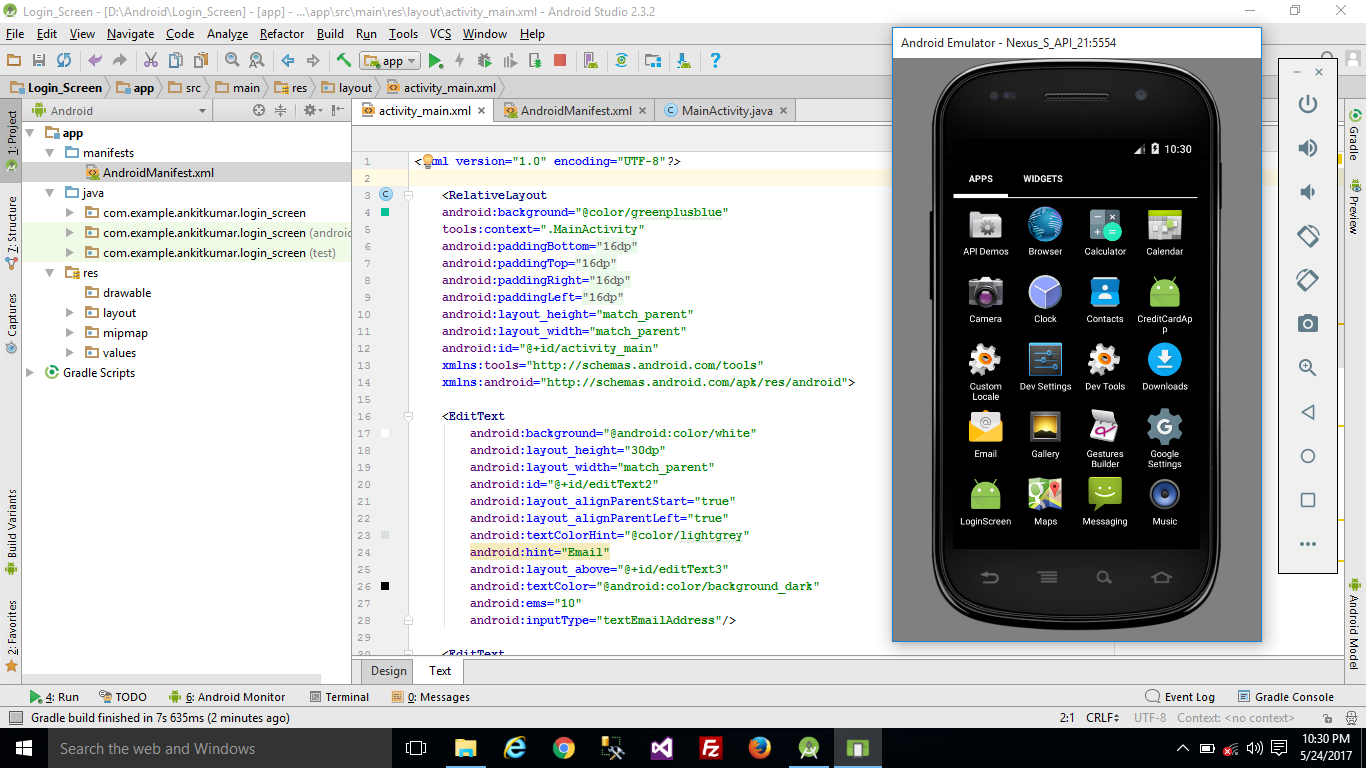 Login_Screen - [D:\Android\Login_Screen] - [app] - ...\app\src\main\res\layout\activity_main.xml - Android Studio 2.3.2
File Edit View Navigate Code Analyze Refactor Build Run Tools VCS Window Help
app
Login_Screen app src main res layout activity_main.xml
Android
activity_main.xml AndroidManifest.xml MainActivity.java
1: Project
7: Structure
Captures
Build Variants
2: Favorites
app
manifests
AndroidManifest.xml
java
com.example.ankitkumar.login_screen
com.example.ankitkumar.login_screen (android
com.example.ankitkumar.login_screen (test)
res
drawable
layout
mipmap
values
Gradle Scripts
1 <xml version="1.0" encoding="UTF-8"?>
2
3 <RelativeLayout
4 android:background="@color/greenplusblue"
5 tools:context=".MainActivity"
6 android:paddingBottom="16dp"
7 android:paddingTop="16dp"
8 android:paddingRight="16dp"
9 android:paddingLeft="16dp"
10 android:layout_height="match_parent"
11 android:layout_width="match_parent"
12 android:id="@+id/activity_main"
13 xmlns:tools="http://schemas.android.com/tools"
14 xmlns:android="http://schemas.android.com/apk/res/android">
15
16 <EditText
17 android:background="@android:color/white"
18 android:layout_height="30dp"
19 android:layout_width="match_parent"
20 android:id="@+id/editText2"
21 android:layout_alignParentStart="true"
22 android:layout_alignParentLeft="true"
23 android:textColorHint="@color/lightgrey"
24 android:hint="Email"
25 android:layout_above="@+id/editText3"
26 android:textColor="@android:color/background_dark"
27 android:ems="10"
28 android:inputType="textEmailAddress"/>
29
30 <EditText
Design Text
Android Emulator - Nexus_S_API_21:5554
10:30
APPS WIDGETS
API Demos Browser Calculator Calendar
Camera Clock Contacts CreditCardAp
p
Custom Dev Settings Dev Tools Downloads
Locale
Email Gallery Gestures Google
Builder Settings
LoginScreen Maps Messaging Music
Gradle
Preview
Android Model
4: Run TODO 6: Android Monitor Terminal 0: Messages Event Log Gradle Console
Gradle build finished in 7s 635ms (2 minutes ago) 2:1 CRLF UTF-8 Context: <no context>
Search the web and Windows
10:30 PM
5/24/2017